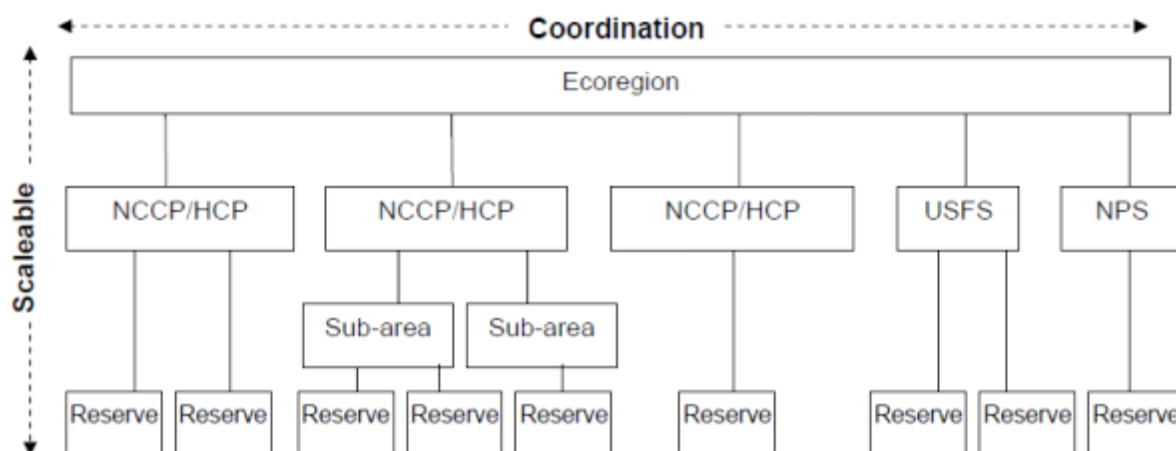 Coordination
Ecoregion
Scaleable
NCCP/HCP
NCCP/HCP
NCCP/HCP
USFS
NPS
Sub-area
Sub-area
Reserve
Reserve
Reserve
Reserve
Reserve
Reserve
Reserve
Reserve
Reserve